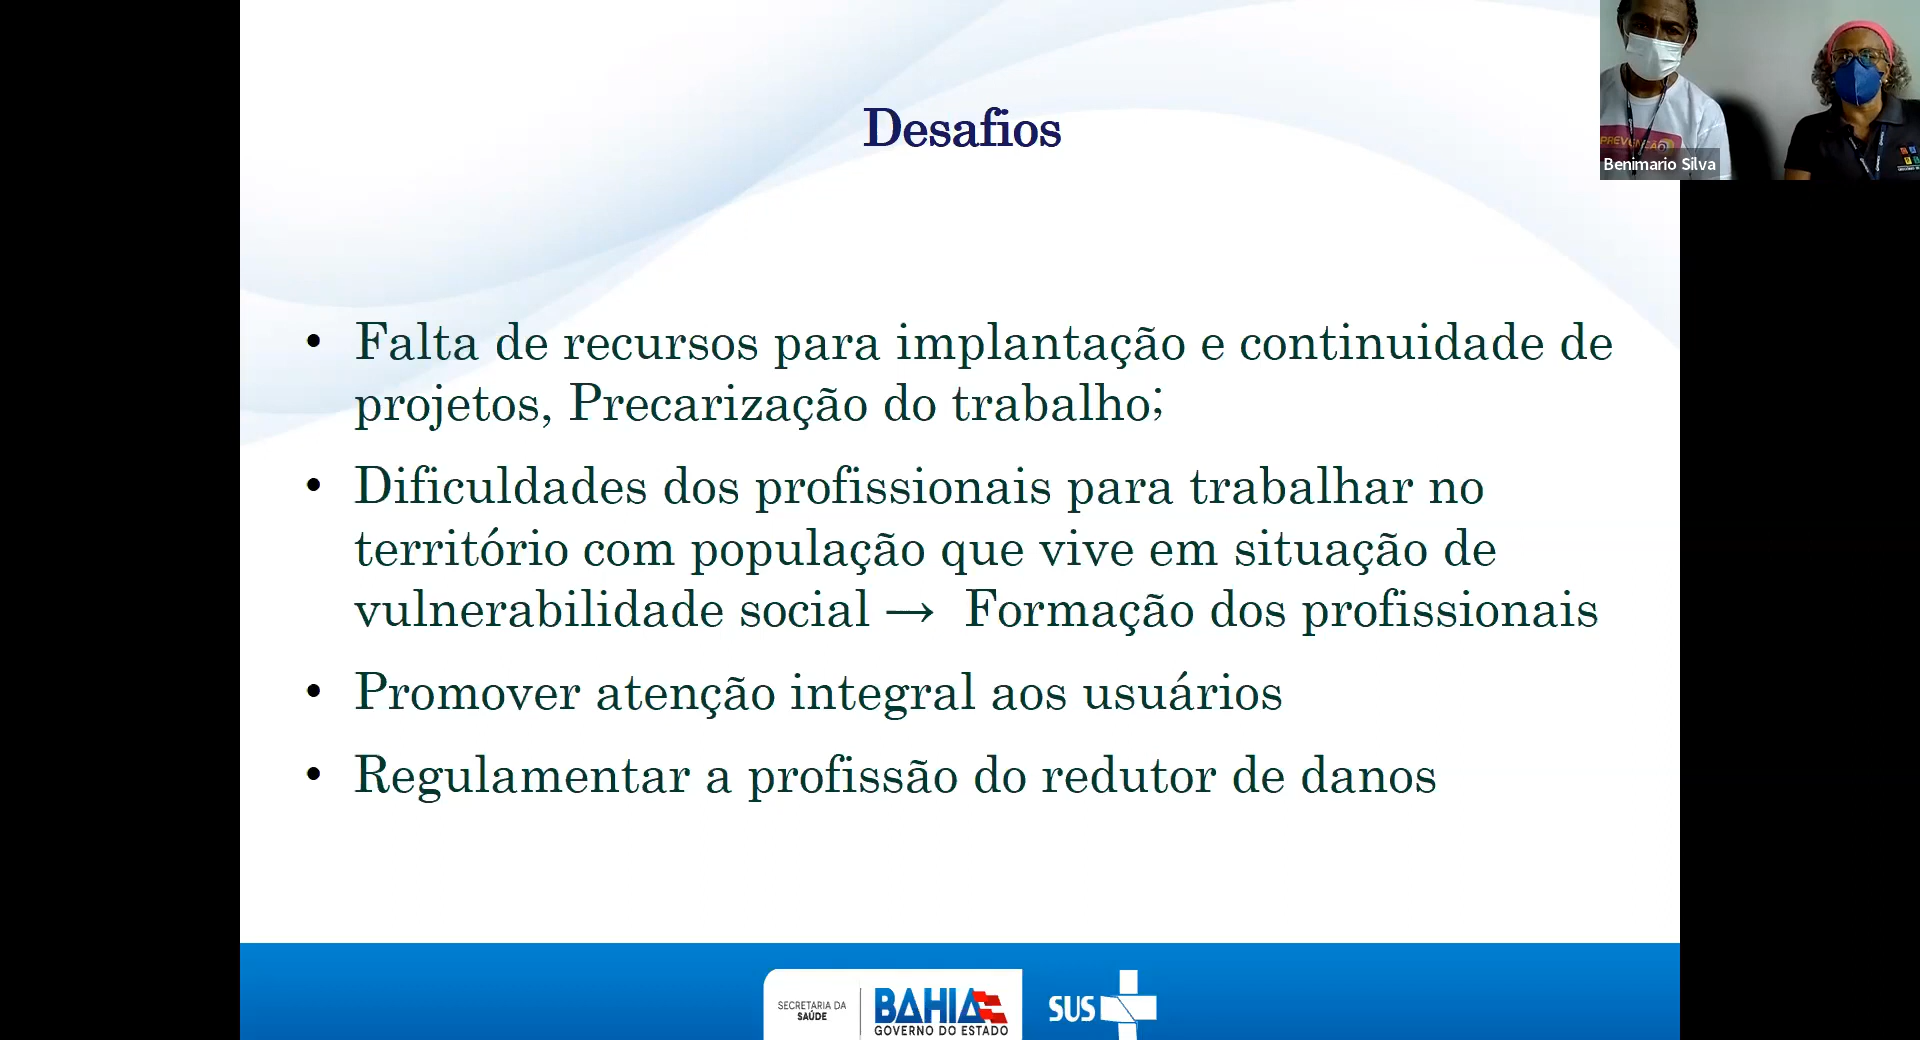 Desafios
• Falta de recursos para implantação e continuidade de
projetos, Precarização do trabalho;
• Dificuldades dos profissionais para trabalhar no
território com população que vive em situação de
vulnerabilidade social → Formação dos profissionais
• Promover atenção integral aos usuários
• Regulamentar a profissão do redutor de danos
PREVENÇÃO
Benimario Silva
SECRETARIA DA
SAÚDE
BAHIA
GOVERNO DO ESTADO
SUS